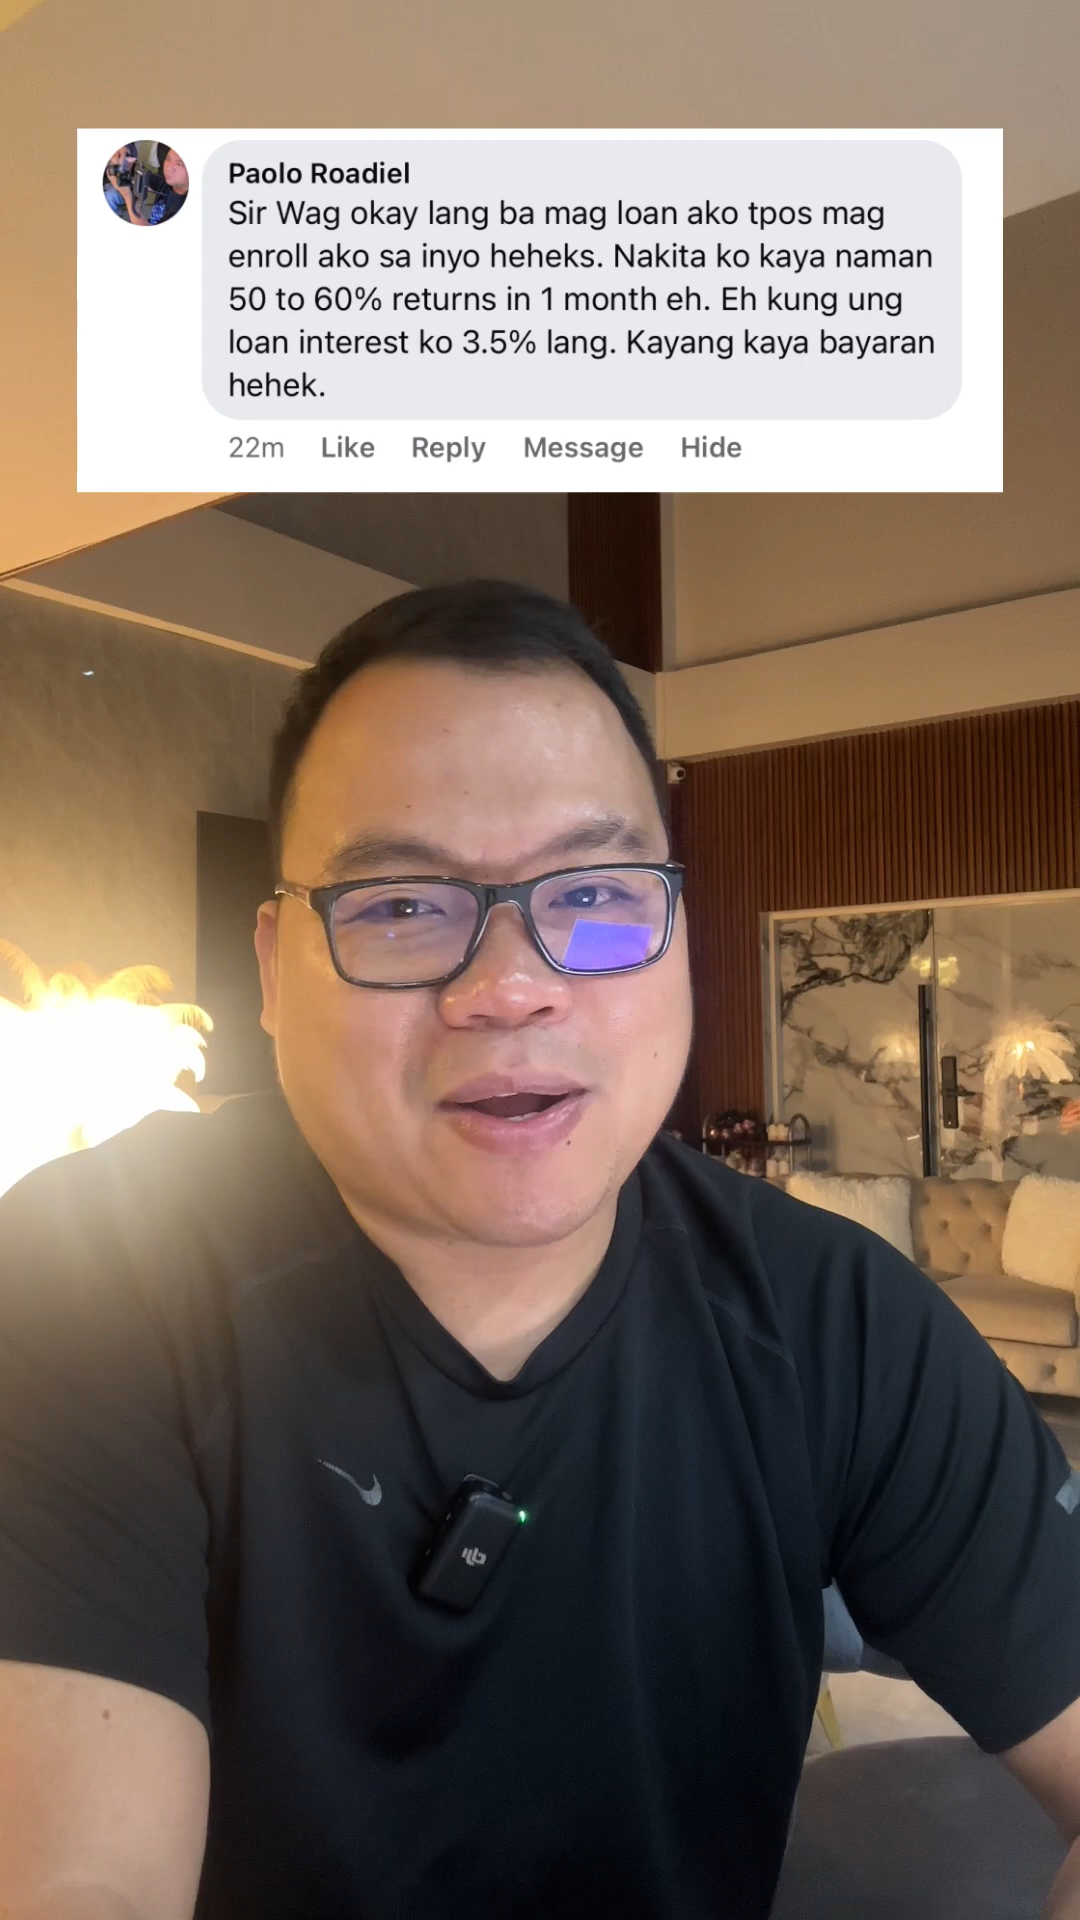 Paolo Roadiel
Sir Wag okay lang ba mag loan ako tpos mag
enroll ako sa inyo heheks. Nakita ko kaya naman
50 to 60% returns in 1 month eh. Eh kung ung
loan interest ko 3.5% lang. Kayang kaya bayaran
hehek.
22m Like Reply Message Hide
dji